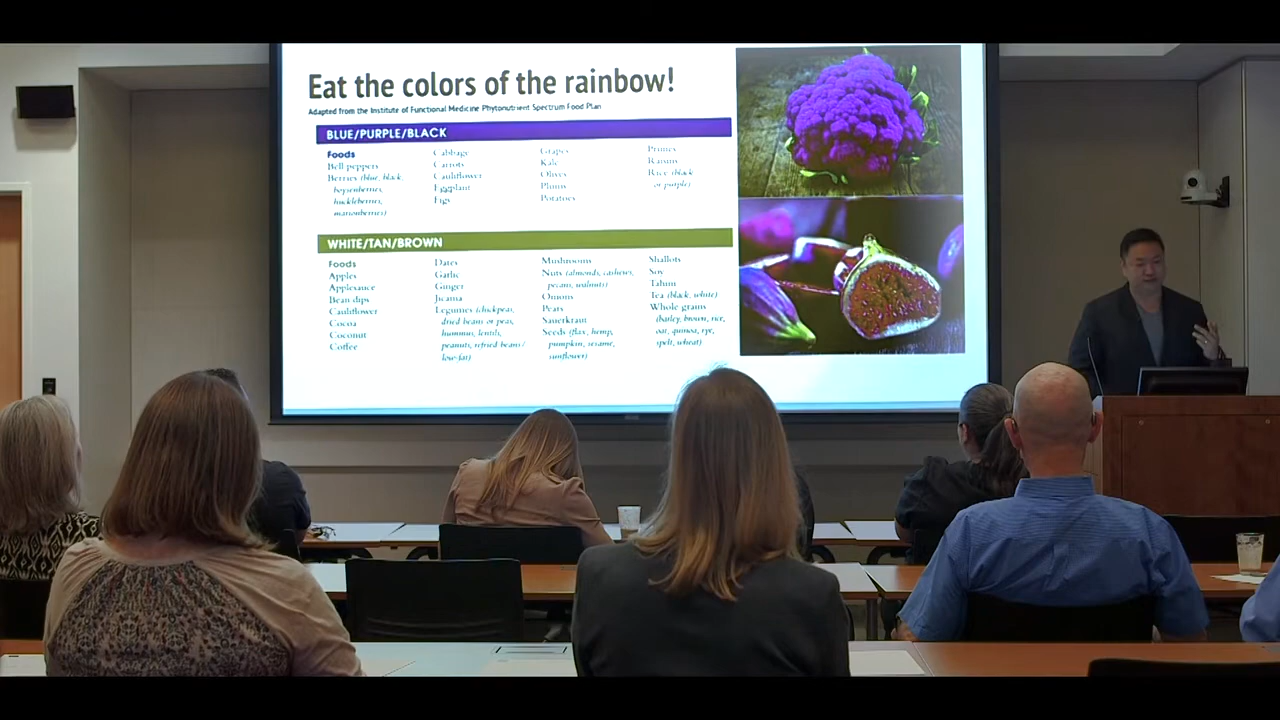 Eat the colors of the rainbow!
Adapted from the Institute of Functional Medicine Phytonutrient Spectrum Food Plan
BLUE/PURPLE/BLACK
Foods
Bell peppers
Berries (blue, black,
boysenberries,
huckleberries,
marionberries)
Cabbage
Carrots
Cauliflower
Eggplant
Figs
Grapes
Kale
Olives
Plums
Potatoes
Prunes
Raisins
Rice (black
or purple)
WHITE/TAN/BROWN
Foods
Apples
Applesauce
Bean dips
Cauliflower
Cocoa
Coconut
Coffee
Dates
Garlic
Ginger
Jicama
Legumes (chickpeas,
dried beans or peas,
hummus, lentils,
peanuts, refried beans/
low-fat)
Mushrooms
Nuts (almonds, cashews,
pecans, walnuts)
Onions
Pears
Sauerkraut
Seeds (flax, hemp,
pumpkin, sesame,
sunflower)
Shallots
Soy
Tahini
Tea (black, white)
Whole grains
(barley, brown, rice,
oat, quinoa, rye,
spelt, wheat)